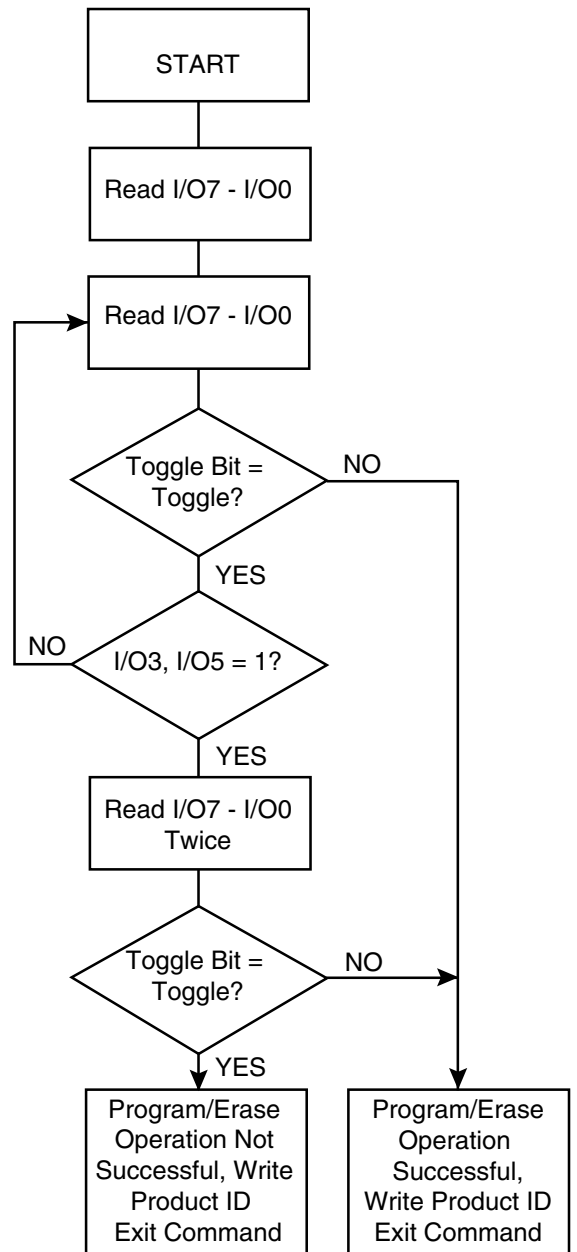 START
Read I/O7 - I/O0
Read I/O7 - I/O0
Toggle Bit =
Toggle?
NO
YES
NO
I/O3, I/O5 = 1?
YES
Read I/O7 - I/O0
Twice
Toggle Bit =
Toggle?
NO
YES
Program/Erase
Operation Not
Successful, Write
Product ID
Exit Command
Program/Erase
Operation
Successful,
Write Product ID
Exit Command